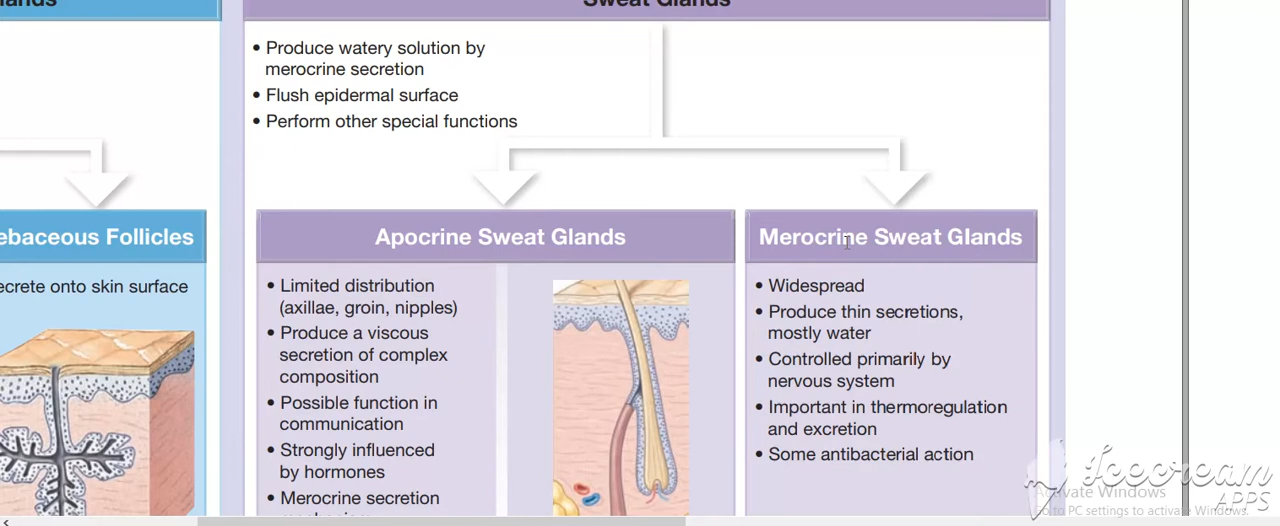 lands
Sweat Glands
• Produce watery solution by
merocrine secretion
• Flush epidermal surface
• Perform other special functions
ebaceous Follicles
ecrete onto skin surface
Apocrine Sweat Glands
• Limited distribution
(axillae, groin, nipples)
• Produce a viscous
secretion of complex
composition
• Possible function in
communication
• Strongly influenced
by hormones
• Merocrine secretion
Merocrine Sweat Glands
• Widespread
• Produce thin secretions,
mostly water
• Controlled primarily by
nervous system
• Important in thermoregulation
and excretion
• Some antibacterial action
Icecream
APPS
Activate Windows
Go to PC settings to activate Windows.